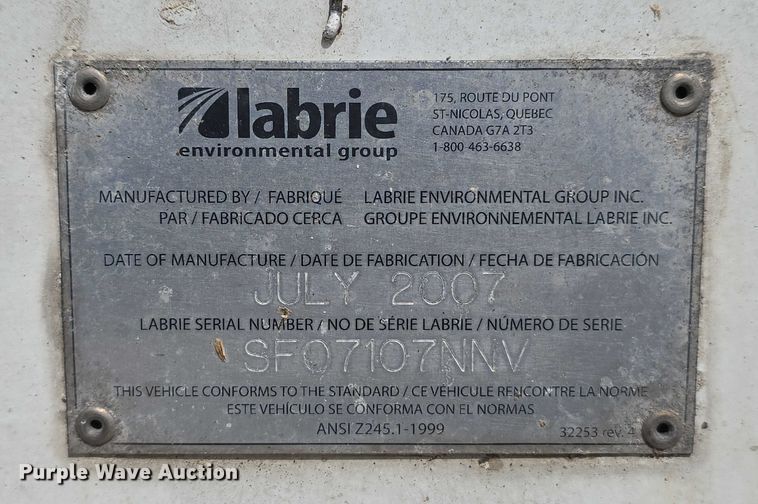 labrie
environmental group
175, ROUTE DU PONT
ST-NICOLAS, QUEBEC
CANADA G7A 2T3
1-800 463-6638
MANUFACTURED BY / FABRIQUÉ LABRIE ENVIRONMENTAL GROUP INC.
PAR / FABRICADO CERCA GROUPE ENVIRONNEMENTAL LABRIE INC.
DATE OF MANUFACTURE / DATE DE FABRICATION / FECHA DE FABRICACIÓN
JULY 2007
LABRIE SERIAL NUMBER / NO DE SÉRIE LABRIE / NÚMERO DE SERIE
SF07107NNV
THIS VEHICLE CONFORMS TO THE STANDARD / CE VÉHICULE RENCONTRE LA NORME
ESTE VEHÍCULO SE CONFORMA CON EL NORMAS
ANSI Z245.1-1999
32253 rev. 4
Purple Wave Auction